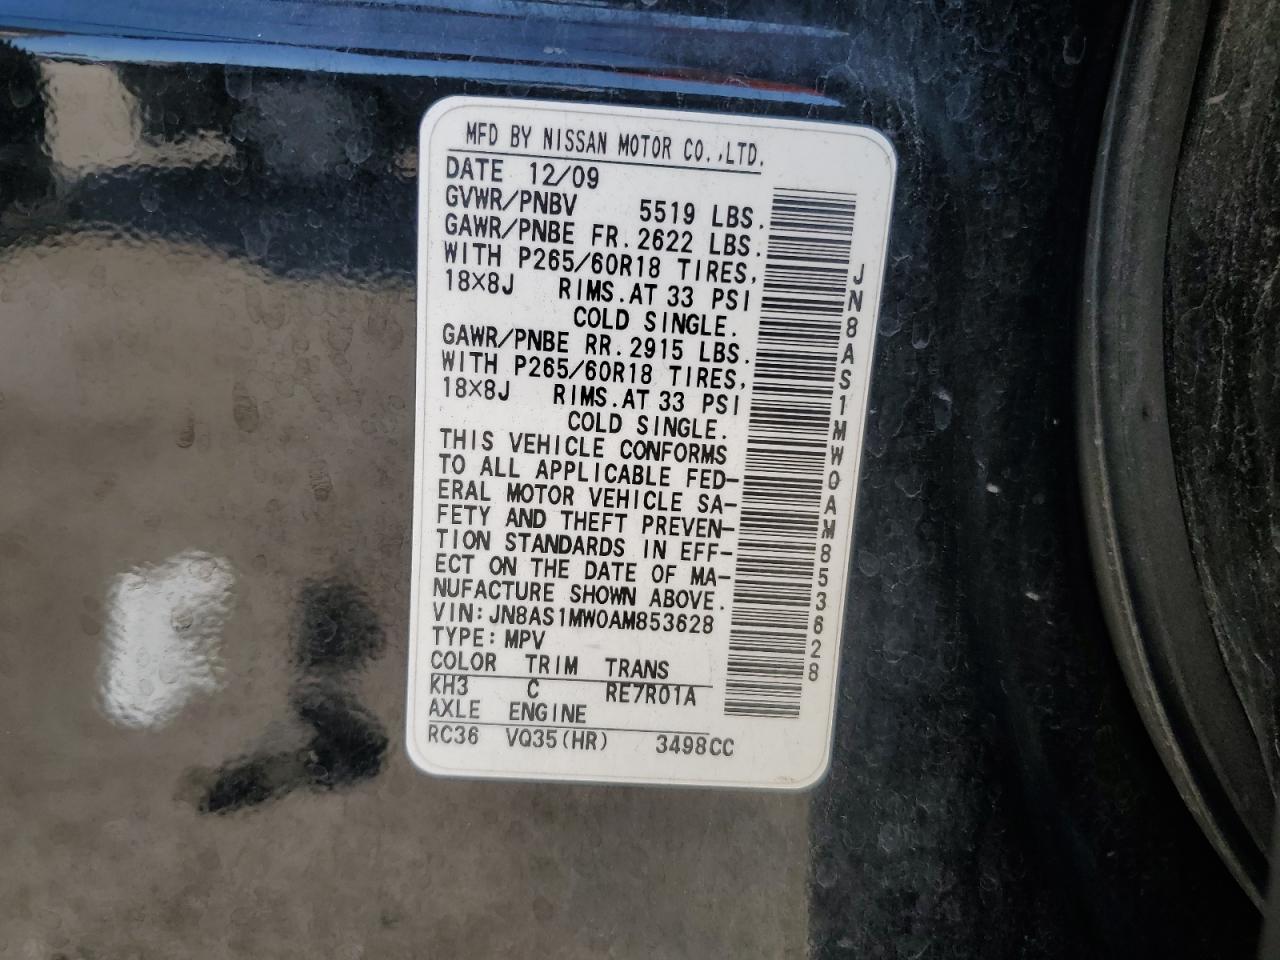 MFD BY NISSAN MOTOR CO.,LTD.
DATE 12/09
GVWR/PNBV 5519 LBS.
GAWR/PNBE FR.2622 LBS.
WITH P265/60R18 TIRES,
18X8J RIMS.AT 33 PSI
COLD SINGLE.
GAWR/PNBE RR.2915 LBS.
WITH P265/60R18 TIRES,
18X8J RIMS.AT 33 PSI
COLD SINGLE.
THIS VEHICLE CONFORMS
TO ALL APPLICABLE FED-
ERAL MOTOR VEHICLE SA-
FETY AND THEFT PREVEN-
TION STANDARDS IN EFF-
ECT ON THE DATE OF MA-
NUFACTURE SHOWN ABOVE.
VIN:JN8AS1MW0AM853628
TYPE:MPV
COLOR TRIM TRANS
KH3 C RE7R01A
AXLE ENGINE
RC36 VQ35(HR) 3498CC
JN8AS1MW0AM853628